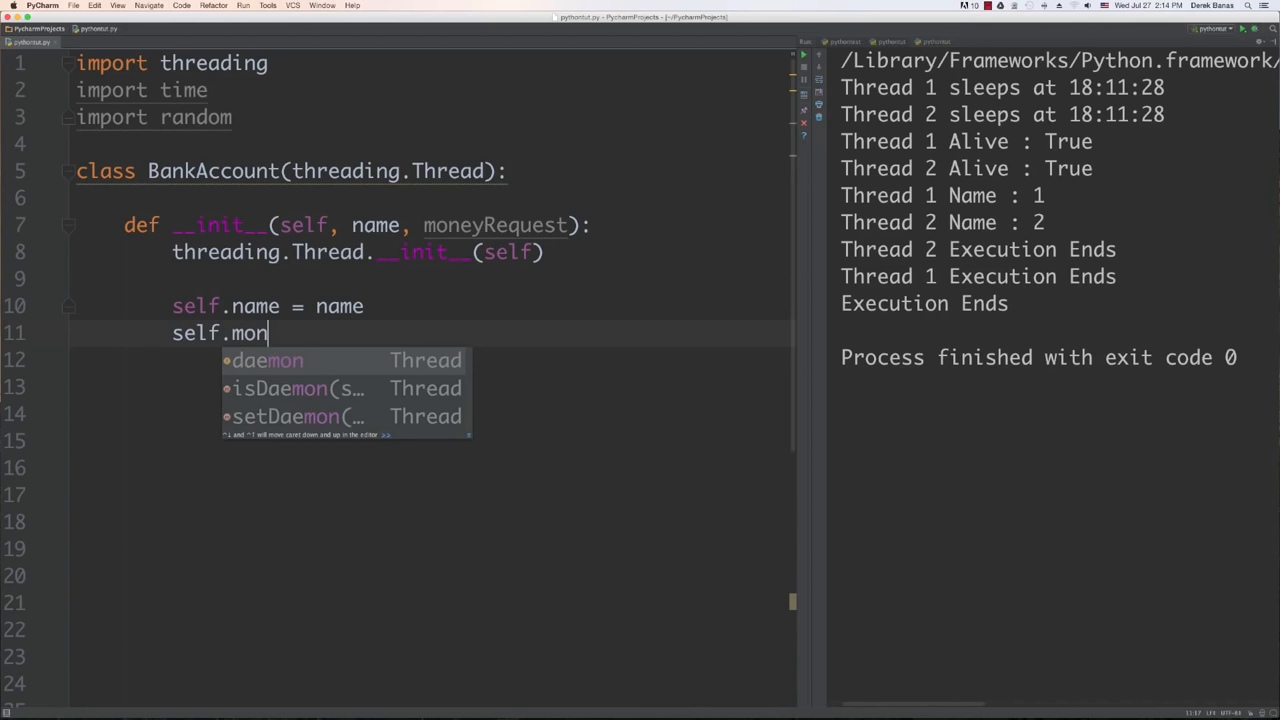 PyCharm File Edit View Navigate Code Refactor Run Tools VCS Window Help 10 Wed Jul 27 2:14 PM Derek Banas
pythontut.py - PycharmProjects - [~/PycharmProjects]
PycharmProjects pythontut.py pythontut
pythontut.py
Run: pythontest pythontut pythontut
1 import threading
2 import time
3 import random
4
5 class BankAccount(threading.Thread):
6
7 def __init__(self, name, moneyRequest):
8 threading.Thread.__init__(self)
9
10 self.name = name
11 self.mon
12 daemon Thread
13 isDaemon(s… Thread
14 setDaemon(… Thread
^↓ and ^↑ will move caret down and up in the editor >>
15
16
17
18
19
20
21
22
23
24
/Library/Frameworks/Python.framework/
Thread 1 sleeps at 18:11:28
Thread 2 sleeps at 18:11:28
Thread 1 Alive : True
Thread 2 Alive : True
Thread 1 Name : 1
Thread 2 Name : 2
Thread 2 Execution Ends
Thread 1 Execution Ends
Execution Ends
Process finished with exit code 0
11:17 LF÷ UTF-8÷